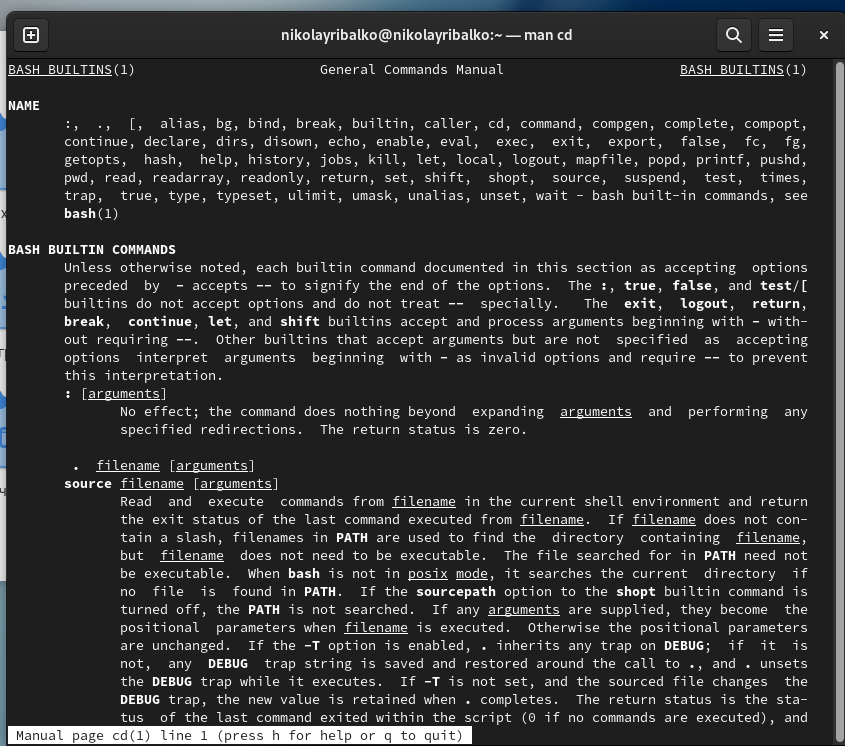 nikolayribalko@nikolayribalko:~ — man cd
BASH BUILTINS(1) General Commands Manual BASH BUILTINS(1)
NAME
:, ., [, alias, bg, bind, break, builtin, caller, cd, command, compgen, complete, compopt,
continue, declare, dirs, disown, echo, enable, eval, exec, exit, export, false, fc, fg,
getopts, hash, help, history, jobs, kill, let, local, logout, mapfile, popd, printf, pushd,
pwd, read, readarray, readonly, return, set, shift, shopt, source, suspend, test, times,
trap, true, type, typeset, ulimit, umask, unalias, unset, wait - bash built-in commands, see
bash(1)
BASH BUILTIN COMMANDS
Unless otherwise noted, each builtin command documented in this section as accepting options
preceded by - accepts -- to signify the end of the options. The :, true, false, and test/[
builtins do not accept options and do not treat -- specially. The exit, logout, return,
break, continue, let, and shift builtins accept and process arguments beginning with - with-
out requiring --. Other builtins that accept arguments but are not specified as accepting
options interpret arguments beginning with - as invalid options and require -- to prevent
this interpretation.
: [arguments]
No effect; the command does nothing beyond expanding arguments and performing any
specified redirections. The return status is zero.
. filename [arguments]
source filename [arguments]
Read and execute commands from filename in the current shell environment and return
the exit status of the last command executed from filename. If filename does not con-
tain a slash, filenames in PATH are used to find the directory containing filename,
but filename does not need to be executable. The file searched for in PATH need not
be executable. When bash is not in posix mode, it searches the current directory if
no file is found in PATH. If the sourcepath option to the shopt builtin command is
turned off, the PATH is not searched. If any arguments are supplied, they become the
positional parameters when filename is executed. Otherwise the positional parameters
are unchanged. If the -T option is enabled, . inherits any trap on DEBUG; if it is
not, any DEBUG trap string is saved and restored around the call to ., and . unsets
the DEBUG trap while it executes. If -T is not set, and the sourced file changes the
DEBUG trap, the new value is retained when . completes. The return status is the sta-
tus of the last command exited within the script (0 if no commands are executed), and
Manual page cd(1) line 1 (press h for help or q to quit)